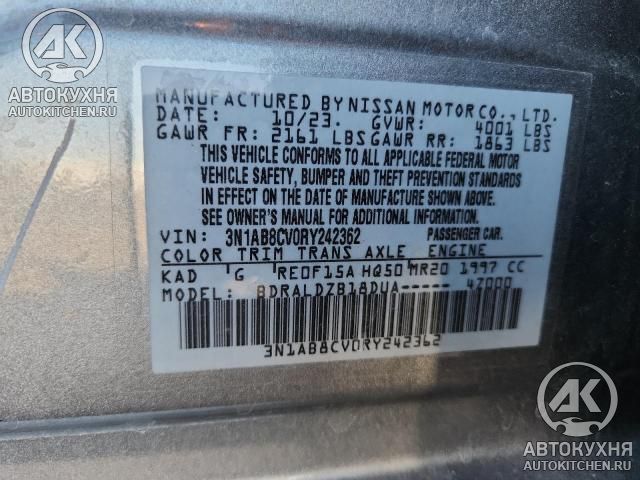 АК
АВТОКУХНЯ
AUTOKITCHEN.RU
MANUFACTURED BY NISSAN MOTOR CO., LTD.
DATE: 10/23. GVWR: 4001 LBS
GAWR FR: 2161 LBS GAWR RR: 1863 LBS
THIS VEHICLE CONFORMS TO ALL APPLICABLE FEDERAL MOTOR
VEHICLE SAFETY, BUMPER AND THEFT PREVENTION STANDARDS
IN EFFECT ON THE DATE OF MANUFACTURE SHOWN ABOVE.
SEE OWNER'S MANUAL FOR ADDITIONAL INFORMATION.
VIN: 3N1AB8CV0RY242362 PASSENGER CAR.
COLOR TRIM TRANS AXLE ENGINE
KAD G RE0F15A HQ50 MR20 1997 CC
MODEL: BDRALDZB18DUA----- 4Z000
3N1AB8CV0RY242362
АК
АВТОКУХНЯ
AUTOKITCHEN.RU